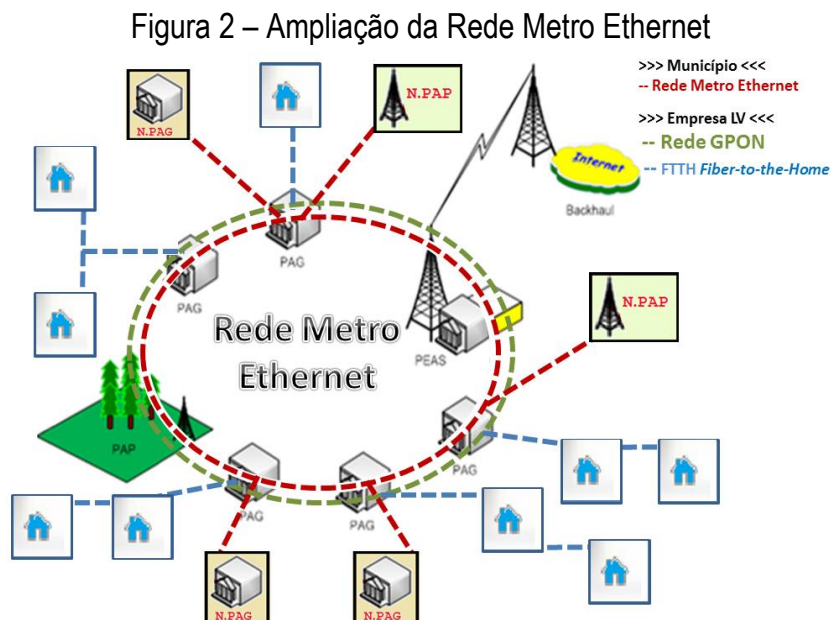 Figura 2 – Ampliação da Rede Metro Ethernet
>>> Município <<<
-- Rede Metro Ethernet
>>> Empresa LV <<<
-- Rede GPON
-- FTTH Fiber-to-the-Home
N.PAG
N.PAP
Internet
Backhaul
PAG
PAG
N.PAP
Rede Metro
Ethernet
PEAS
PAP
PAG
PAG
PAG
N.PAG
N.PAG